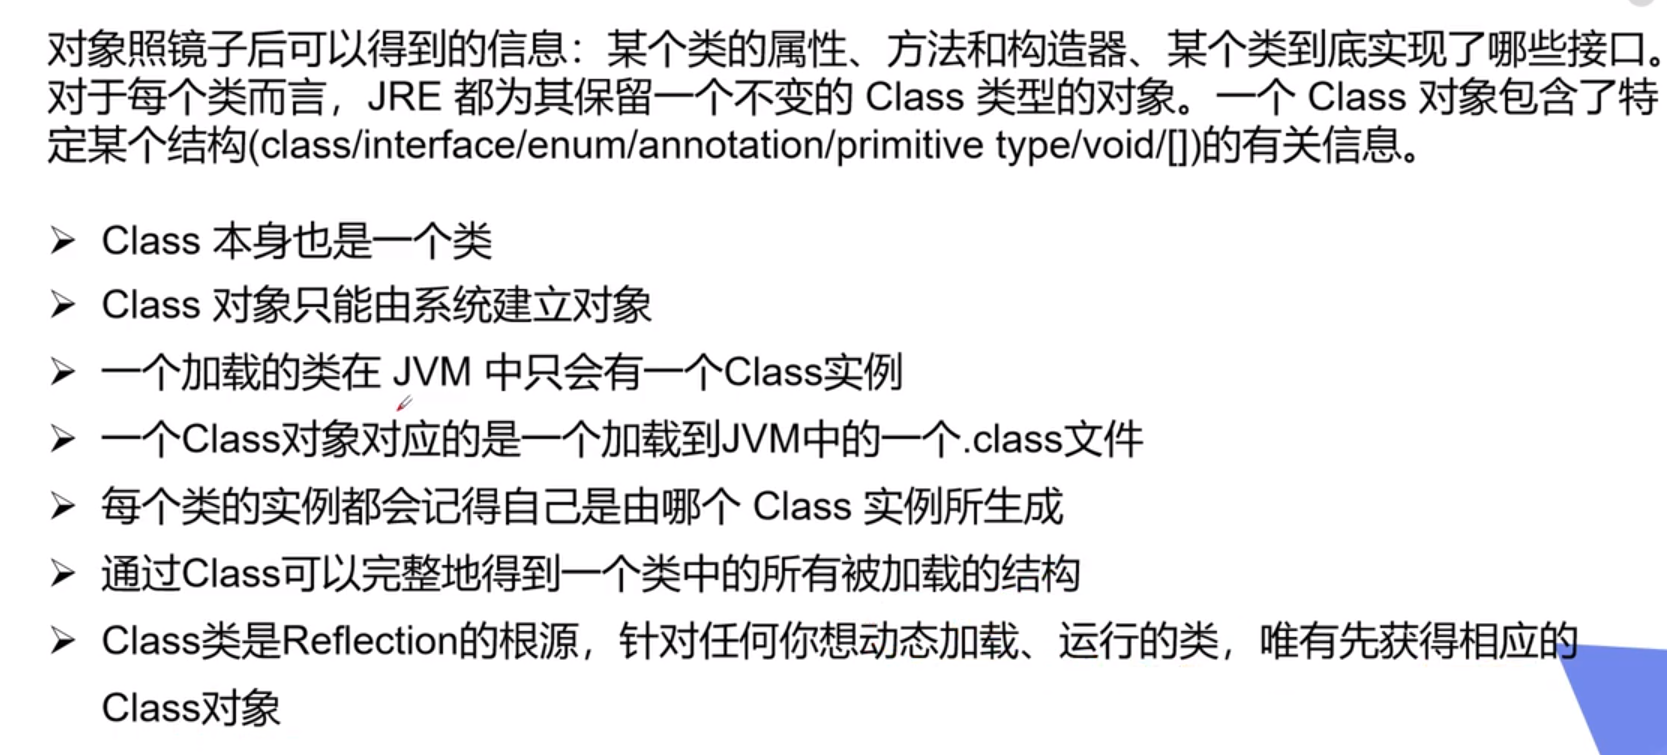 对象照镜子后可以得到的信息：某个类的属性、方法和构造器、某个类到底实现了哪些接口。
对于每个类而言，JRE 都为其保留一个不变的 Class 类型的对象。一个 Class 对象包含了特
定某个结构(class/interface/enum/annotation/primitive type/void/[])的有关信息。
➢ Class 本身也是一个类
➢ Class 对象只能由系统建立对象
➢ 一个加载的类在 JVM 中只会有一个Class实例
➢ 一个Class对象对应的是一个加载到JVM中的一个.class文件
➢ 每个类的实例都会记得自己是由哪个 Class 实例所生成
➢ 通过Class可以完整地得到一个类中的所有被加载的结构
➢ Class类是Reflection的根源，针对任何你想动态加载、运行的类，唯有先获得相应的
Class对象